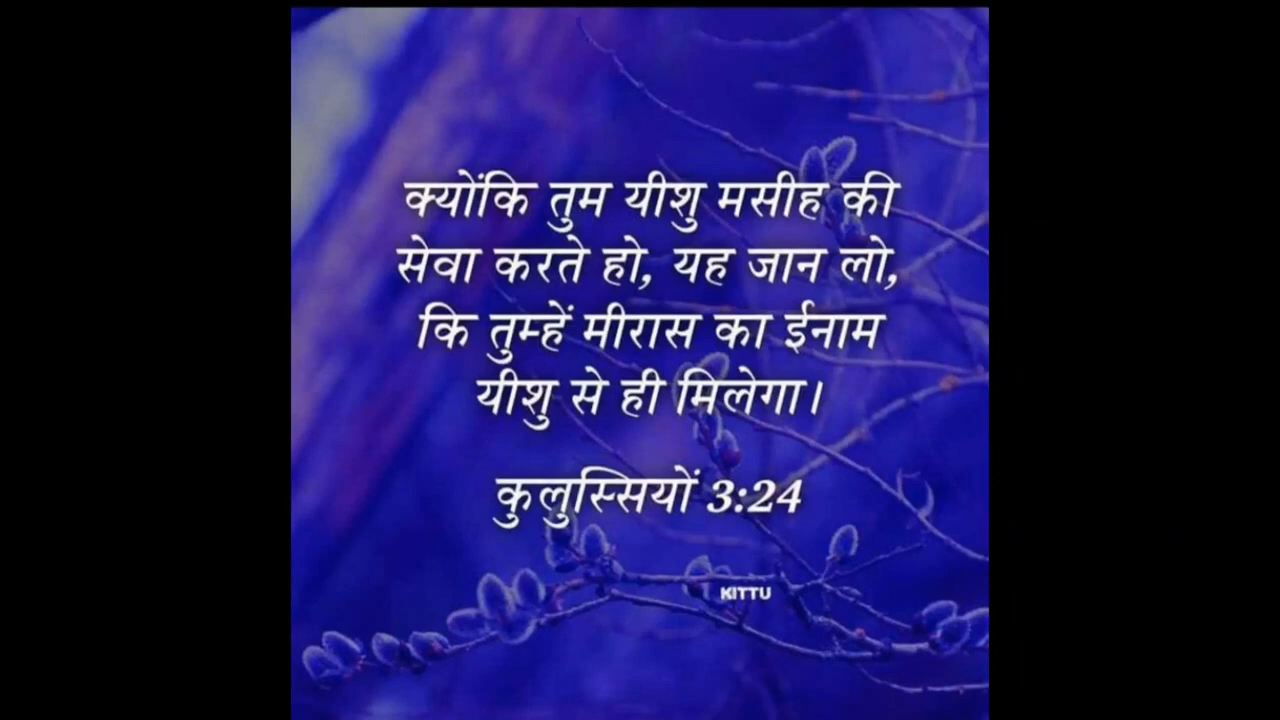 क्योंकि तुम यीशु मसीह की
सेवा करते हो, यह जान लो,
कि तुम्हें मीरास का ईनाम
यीशु से ही मिलेगा।
कुलुस्सियों 3:24
KITTU